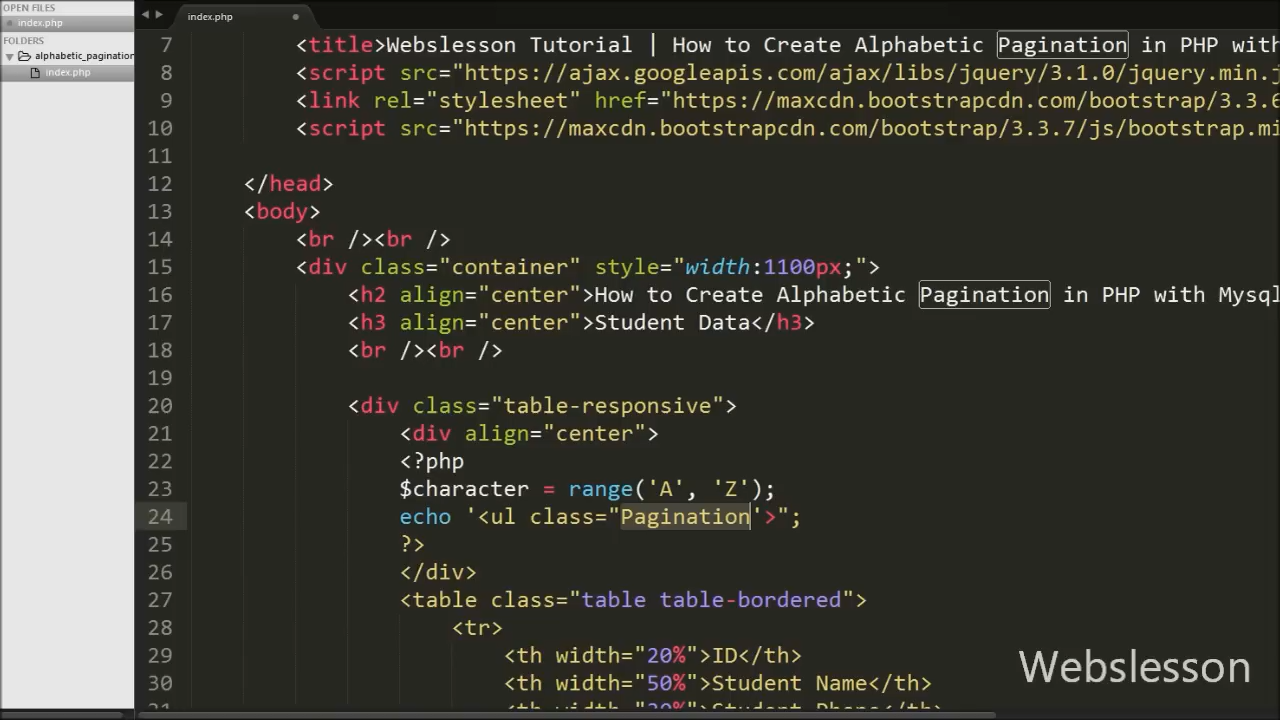 OPEN FILES
index.php
FOLDERS
alphabetic_pagination
index.php
index.php
7 <title>Webslesson Tutorial | How to Create Alphabetic Pagination in PHP with
8 <script src="https://ajax.googleapis.com/ajax/libs/jquery/3.1.0/jquery.min.j
9 <link rel="stylesheet" href="https://maxcdn.bootstrapcdn.com/bootstrap/3.3.6
10 <script src="https://maxcdn.bootstrapcdn.com/bootstrap/3.3.7/js/bootstrap.mi
11
12 </head>
13 <body>
14 <br /><br />
15 <div class="container" style="width:1100px;">
16 <h2 align="center">How to Create Alphabetic Pagination in PHP with Mysql
17 <h3 align="center">Student Data</h3>
18 <br /><br />
19
20 <div class="table-responsive">
21 <div align="center">
22 <?php
23 $character = range('A', 'Z');
24 echo '<ul class="Pagination'>";
25 ?>
26 </div>
27 <table class="table table-bordered">
28 <tr>
29 <th width="20%">ID</th>
30 <th width="50%">Student Name</th>
Webslesson